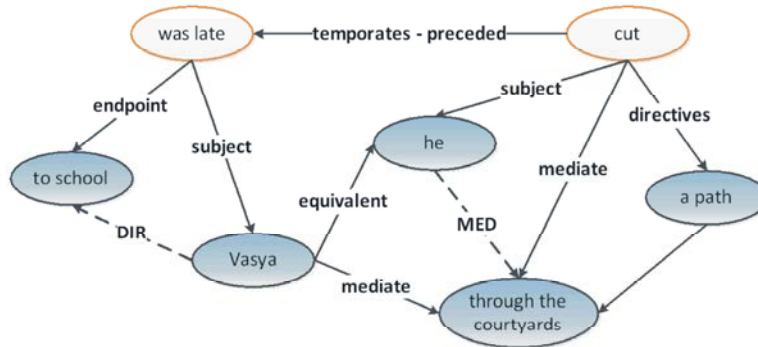 was late
temporates - preceded
cut
endpoint
subject
subject
directives
he
to school
equivalent
mediate
a path
DIR
MED
Vasya
mediate
through the
courtyards